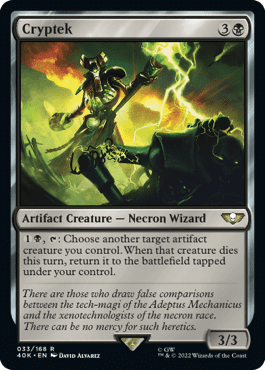 Cryptek 3
Artifact Creature — Necron Wizard
1, : Choose another target artifact
creature you control. When that creature dies
this turn, return it to the battlefield tapped
under your control.
There are those who draw false comparisons
between the tech-magi of the Adeptus Mechanicus
and the xenotechnologists of the necron race.
There can be no mercy for such heretics.
3/3
033/168 R
40K • EN DAVID ALVAREZ
© GW
™ & © 2022 Wizards of the Coast